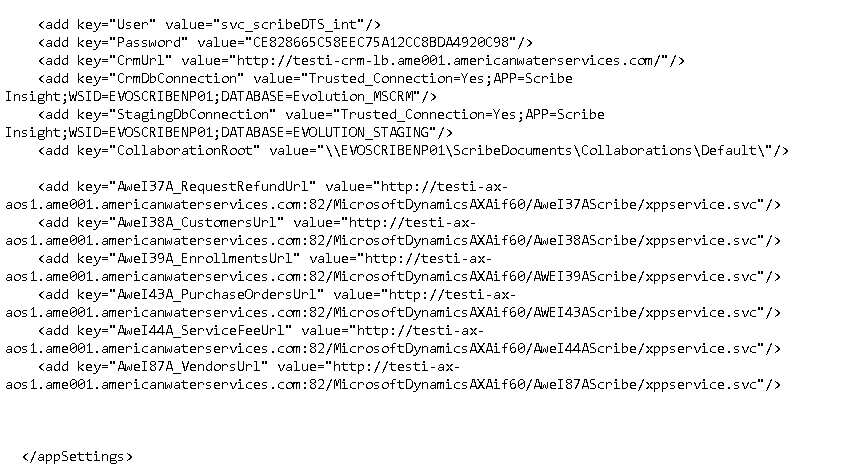 <add key="User" value="svc_scribeDTS_int"/>
<add key="Password" value="CE828665C58EEC75A12CC8BDA4920C98"/>
<add key="CrmUrl" value="http://testi-crm-lb.ame001.americanwaterservices.com/"/>
<add key="CrmDbConnection" value="Trusted_Connection=Yes;APP=Scribe
Insight;WSID=EVOSCRIBENP01;DATABASE=Evolution_MSCRM"/>
<add key="StagingDbConnection" value="Trusted_Connection=Yes;APP=Scribe
Insight;WSID=EVOSCRIBENP01;DATABASE=EVOLUTION_STAGING"/>
<add key="CollaborationRoot" value="\\EVOSCRIBENP01\ScribeDocuments\Collaborations\Default\"/>
<add key="AweI37A_RequestRefundUrl" value="http://testi-ax-
aos1.ame001.americanwaterservices.com:82/MicrosoftDynamicsAXAif60/AweI37AScribe/xppservice.svc"/>
<add key="AweI38A_CustomersUrl" value="http://testi-ax-
aos1.ame001.americanwaterservices.com:82/MicrosoftDynamicsAXAif60/AweI38AScribe/xppservice.svc"/>
<add key="AweI39A_EnrollmentsUrl" value="http://testi-ax-
aos1.ame001.americanwaterservices.com:82/MicrosoftDynamicsAXAif60/AWEI39AScribe/xppservice.svc"/>
<add key="AweI43A_PurchaseOrdersUrl" value="http://testi-ax-
aos1.ame001.americanwaterservices.com:82/MicrosoftDynamicsAXAif60/AWEI43AScribe/xppservice.svc"/>
<add key="AweI44A_ServiceFeeUrl" value="http://testi-ax-
aos1.ame001.americanwaterservices.com:82/MicrosoftDynamicsAXAif60/AweI44AScribe/xppservice.svc"/>
<add key="AweI87A_VendorsUrl" value="http://testi-ax-
aos1.ame001.americanwaterservices.com:82/MicrosoftDynamicsAXAif60/AweI87AScribe/xppservice.svc"/>
</appSettings>